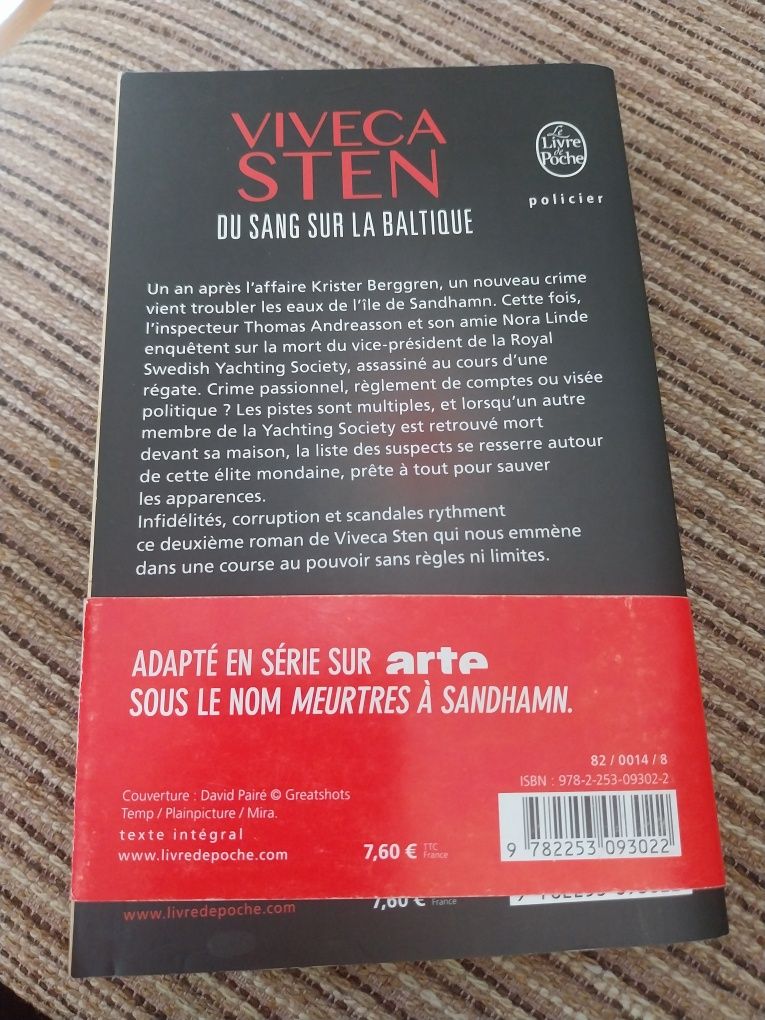 VIVECA
STEN
DU SANG SUR LA BALTIQUE
Le
Livre
de
Poche
policier
Un an après l'affaire Krister Berggren, un nouveau crime
vient troubler les eaux de l'île de Sandhamn. Cette fois,
l'inspecteur Thomas Andreasson et son amie Nora Linde
enquêtent sur la mort du vice-président de la Royal
Swedish Yachting Society, assassiné au cours d'une
régate. Crime passionnel, règlement de comptes ou visée
politique ? Les pistes sont multiples, et lorsqu'un autre
membre de la Yachting Society est retrouvé mort
devant sa maison, la liste des suspects se resserre autour
de cette élite mondaine, prête à tout pour sauver
les apparences.
Infidélités, corruption et scandales rythment
ce deuxième roman de Viveca Sten qui nous emmène
dans une course au pouvoir sans règles ni limites.
ADAPTÉ EN SÉRIE SUR arte
SOUS LE NOM MEURTRES À SANDHAMN.
82 / 0014 / 8
ISBN : 978-2-253-09302-2
Couverture : David Pairé © Greatshots
Temp / Plainpicture / Mira.
texte intégral
www.livredepoche.com
7,60 € TTC
France
9 782253 093022
www.livredepoche.com
7,60 € France
9 782253 093022